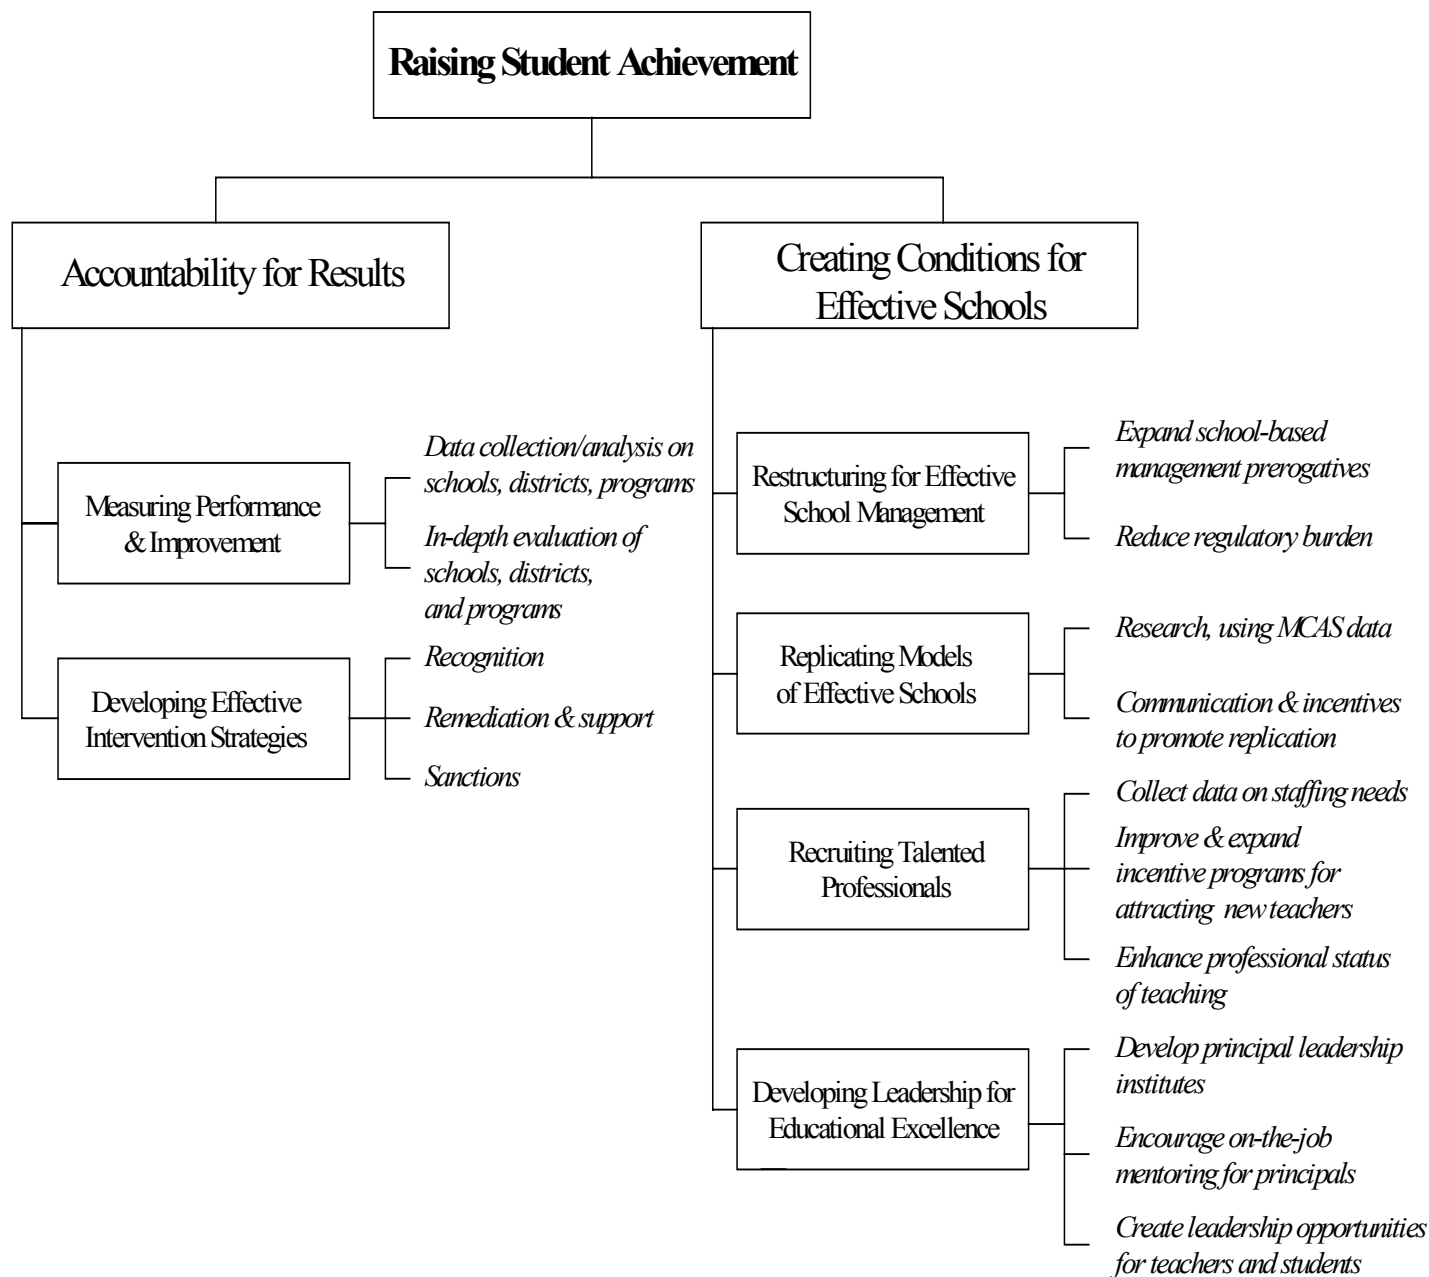 Raising Student Achievement
Accountability for Results
Creating Conditions for
Effective Schools
Measuring Performance
& Improvement
Data collection/analysis on
schools, districts, programs
In-depth evaluation of
schools, districts,
and programs
Developing Effective
Intervention Strategies
Recognition
Remediation & support
Sanctions
Restructuring for Effective
School Management
Expand school-based
management prerogatives
Reduce regulatory burden
Replicating Models
of Effective Schools
Research, using MCAS data
Communication & incentives
to promote replication
Recruiting Talented
Professionals
Collect data on staffing needs
Improve & expand
incentive programs for
attracting new teachers
Enhance professional status
of teaching
Developing Leadership for
Educational Excellence
Develop principal leadership
institutes
Encourage on-the-job
mentoring for principals
Create leadership opportunities
for teachers and students